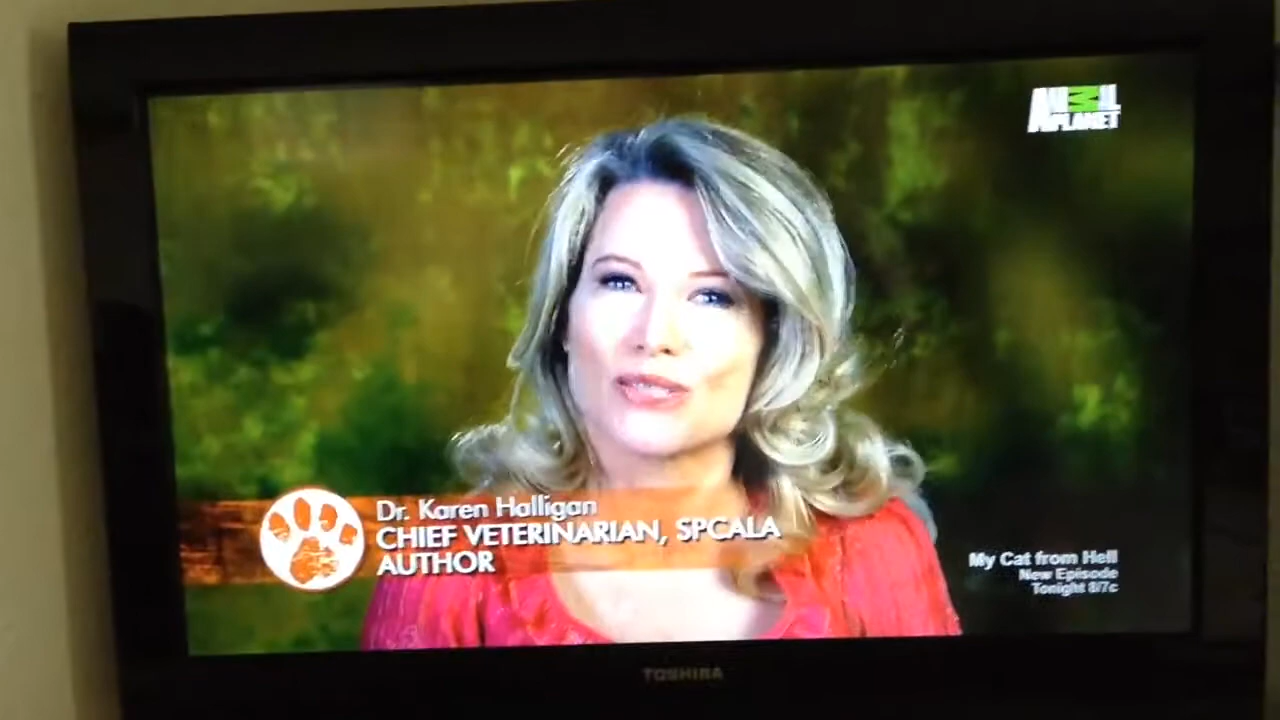 ANIMAL
PLANET
Dr. Karen Halligan
CHIEF VETERINARIAN, SPCALA
AUTHOR
My Cat from Hell
New Episode
Tonight 8/7c
TOSHIBA